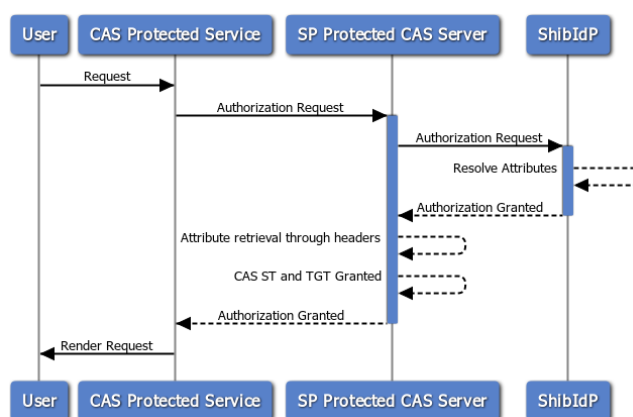 User
CAS Protected Service
SP Protected CAS Server
ShibIdP
Request
Authorization Request
Authorization Request
Resolve Attributes
Authorization Granted
Attribute retrieval through headers
CAS ST and TGT Granted
Authorization Granted
Render Request
User
CAS Protected Service
SP Protected CAS Server
ShibIdP